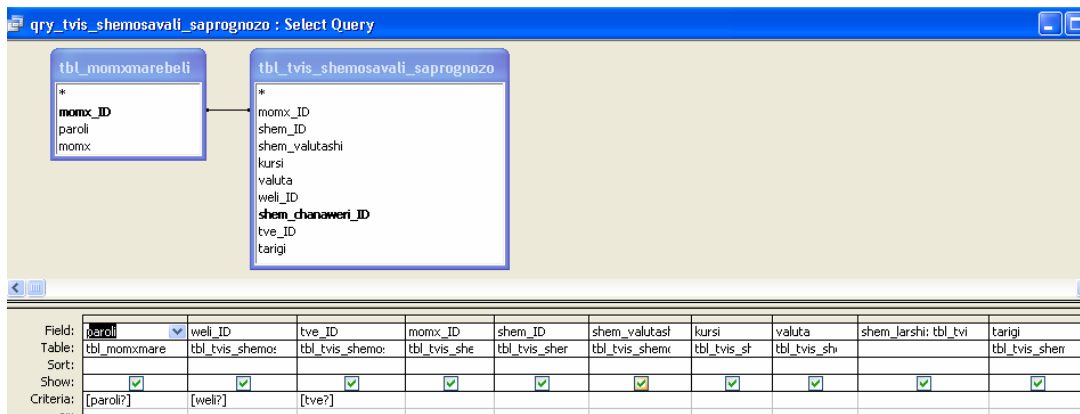 qry_tvis_shemosavali_saprognozo : Select Query
tbl_momxmarebeli
*
momx_ID
paroli
momx
tbl_tvis_shemosavali_saprognozo
*
momx_ID
shem_ID
shem_valutashi
kursi
valuta
weli_ID
shem_chanaweri_ID
tve_ID
tarigi
Field: paroli weli_ID tve_ID momx_ID shem_ID shem_valutasl kursi valuta shem_larshi: tbl_tvi tarigi
Table: tbl_momxmare tbl_tvis_shemos tbl_tvis_shemo: tbl_tvis_she tbl_tvis_sher tbl_tvis_shemo tbl_tvis_sh tbl_tvis_sh tbl_tvis_shem
Sort:
Show:
Criteria: [paroli?] [weli?] [tve?]